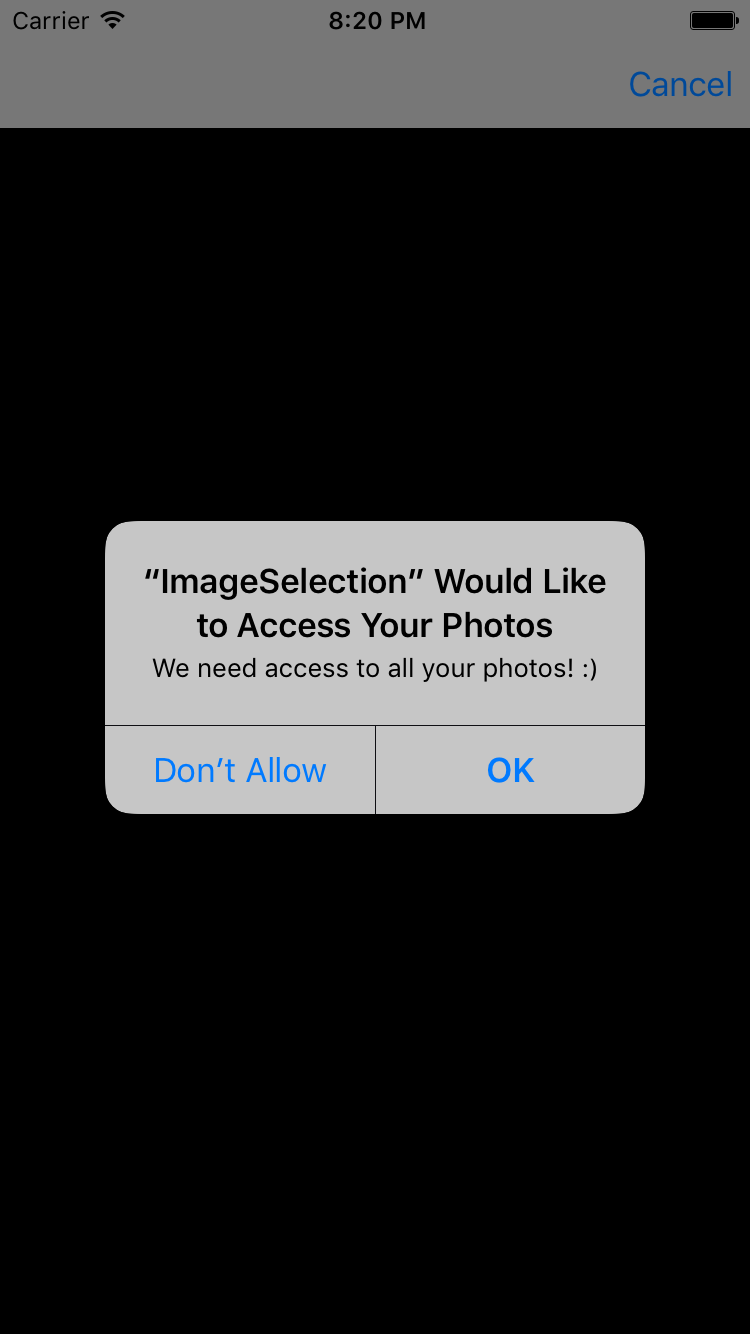 Carrier 8:20 PM
Cancel
“ImageSelection” Would Like
to Access Your Photos
We need access to all your photos! :)
Don’t Allow OK